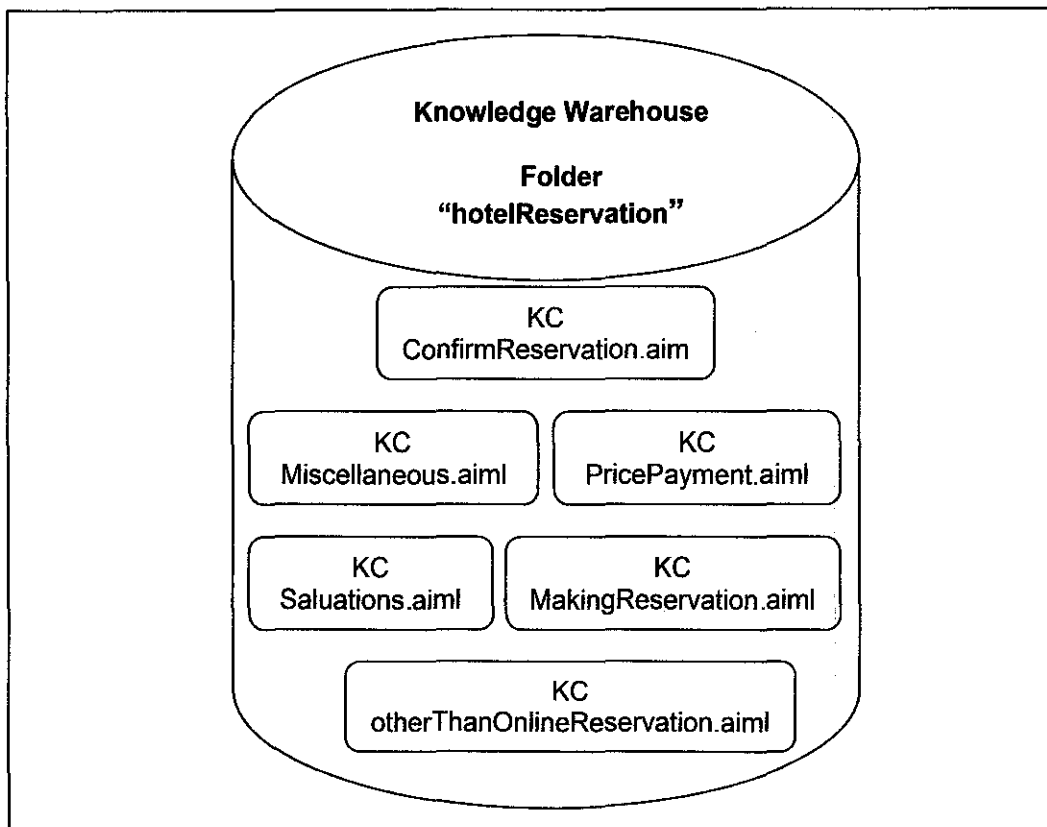 Knowledge Warehouse
Folder
“hotelReservation”
KC
ConfirmReservation.aim
KC
Miscellaneous.aiml
KC
PricePayment.aiml
KC
Saluations.aiml
KC
MakingReservation.aiml
KC
otherThanOnlineReservation.aiml